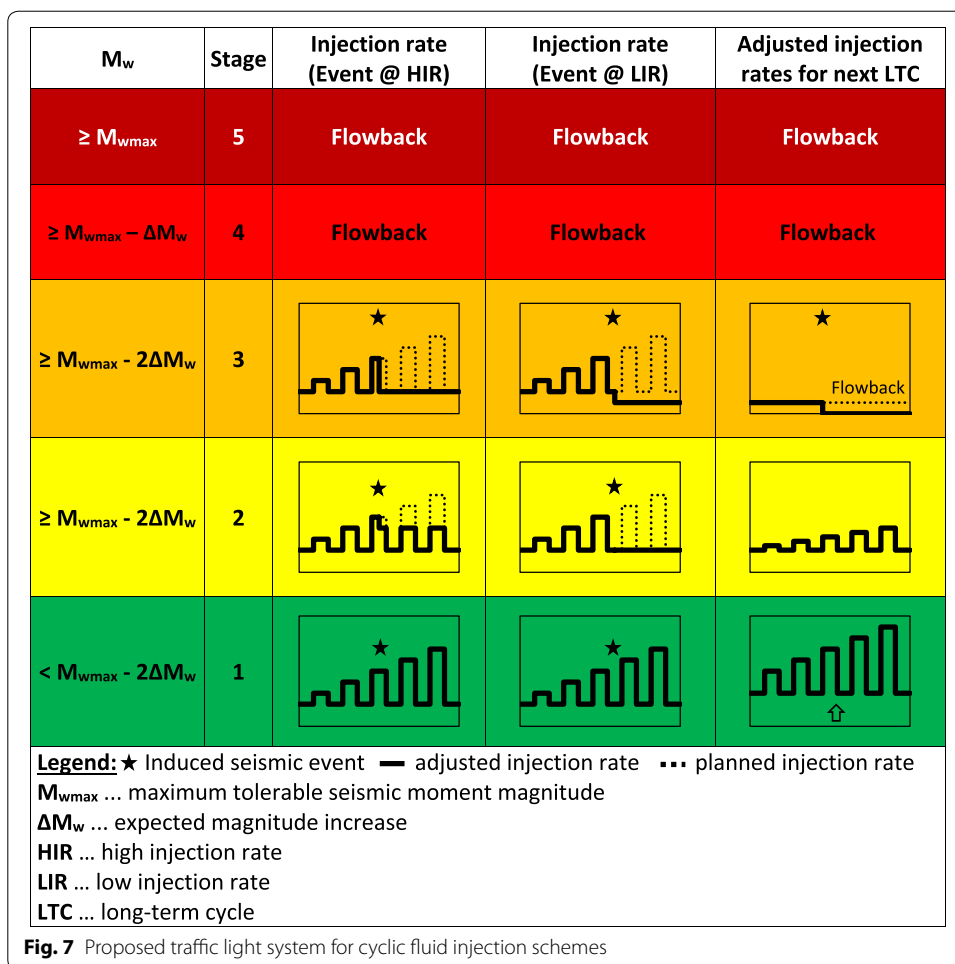 Mw Stage Injection rate (Event @ HIR) Injection rate (Event @ LIR) Adjusted injection rates for next LTC
≥ Mwmax 5 Flowback Flowback Flowback
≥ Mwmax – ΔMw 4 Flowback Flowback Flowback
≥ Mwmax - 2ΔMw 3 Flowback
≥ Mwmax - 2ΔMw 2
< Mwmax - 2ΔMw 1
Legend: ★ Induced seismic event — adjusted injection rate ··· planned injection rate
Mwmax ... maximum tolerable seismic moment magnitude
ΔMw ... expected magnitude increase
HIR ... high injection rate
LIR ... low injection rate
LTC ... long-term cycle
Fig. 7 Proposed traffic light system for cyclic fluid injection schemes